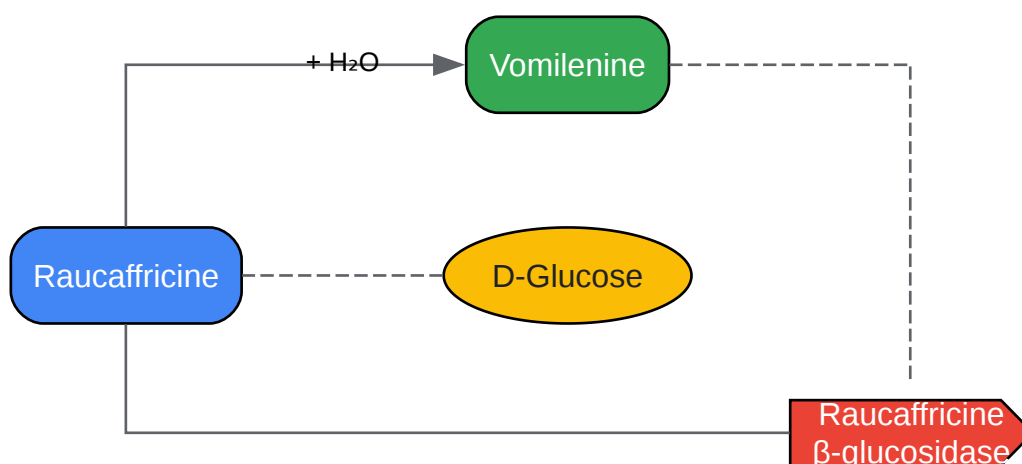 + H₂O
Vomilenine
Raucaffricine
D-Glucose
Raucaffricine
β-glucosidase